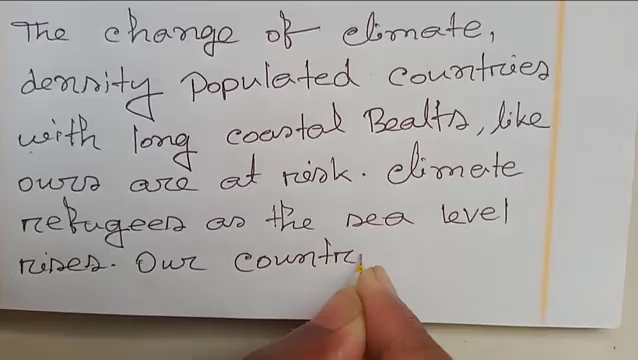 The change of climate,
density Populated countries
with long coastal Bealts, like
ours are at risk. climate
refugees as the sea level
rises. Our countr